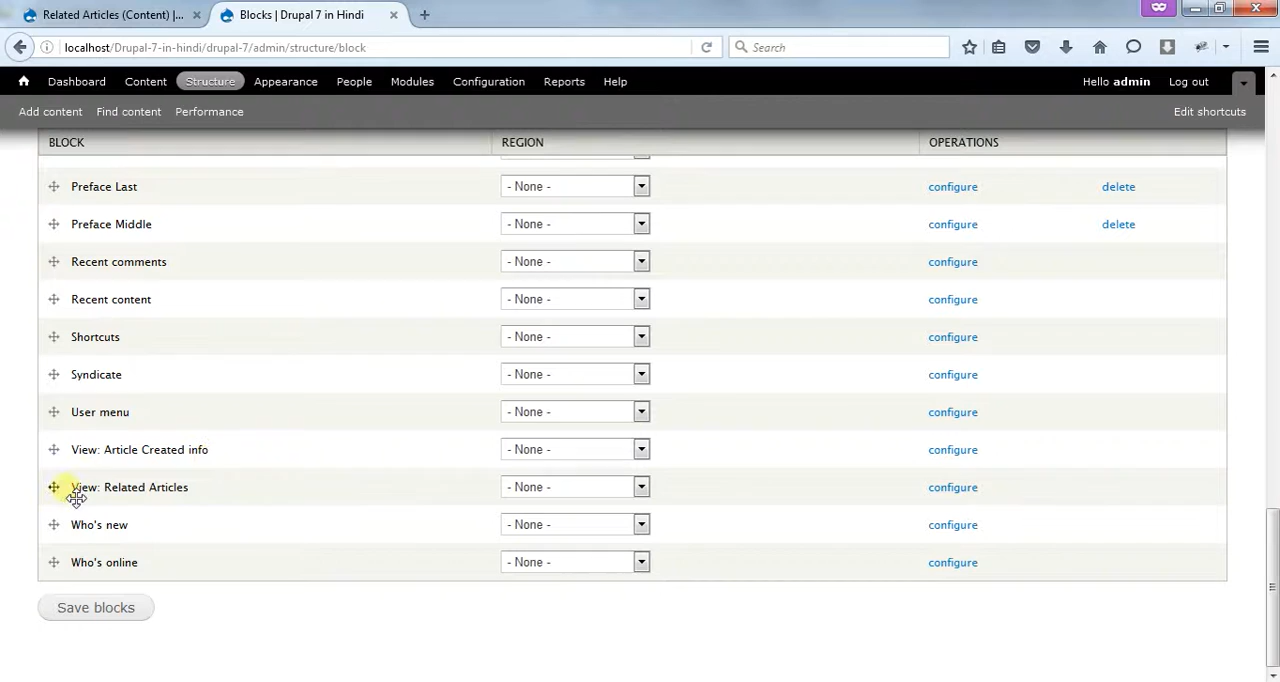 Related Articles (Content) |...
Blocks | Drupal 7 in Hindi
localhost/Drupal-7-in-hindi/drupal-7/admin/structure/block
Search
Dashboard Content Structure Appearance People Modules Configuration Reports Help Hello admin Log out
Add content Find content Performance Edit shortcuts
BLOCK REGION OPERATIONS
Preface Last - None - configure delete
Preface Middle - None - configure delete
Recent comments - None - configure
Recent content - None - configure
Shortcuts - None - configure
Syndicate - None - configure
User menu - None - configure
View: Article Created info - None - configure
View: Related Articles - None - configure
Who's new - None - configure
Who's online - None - configure
Save blocks